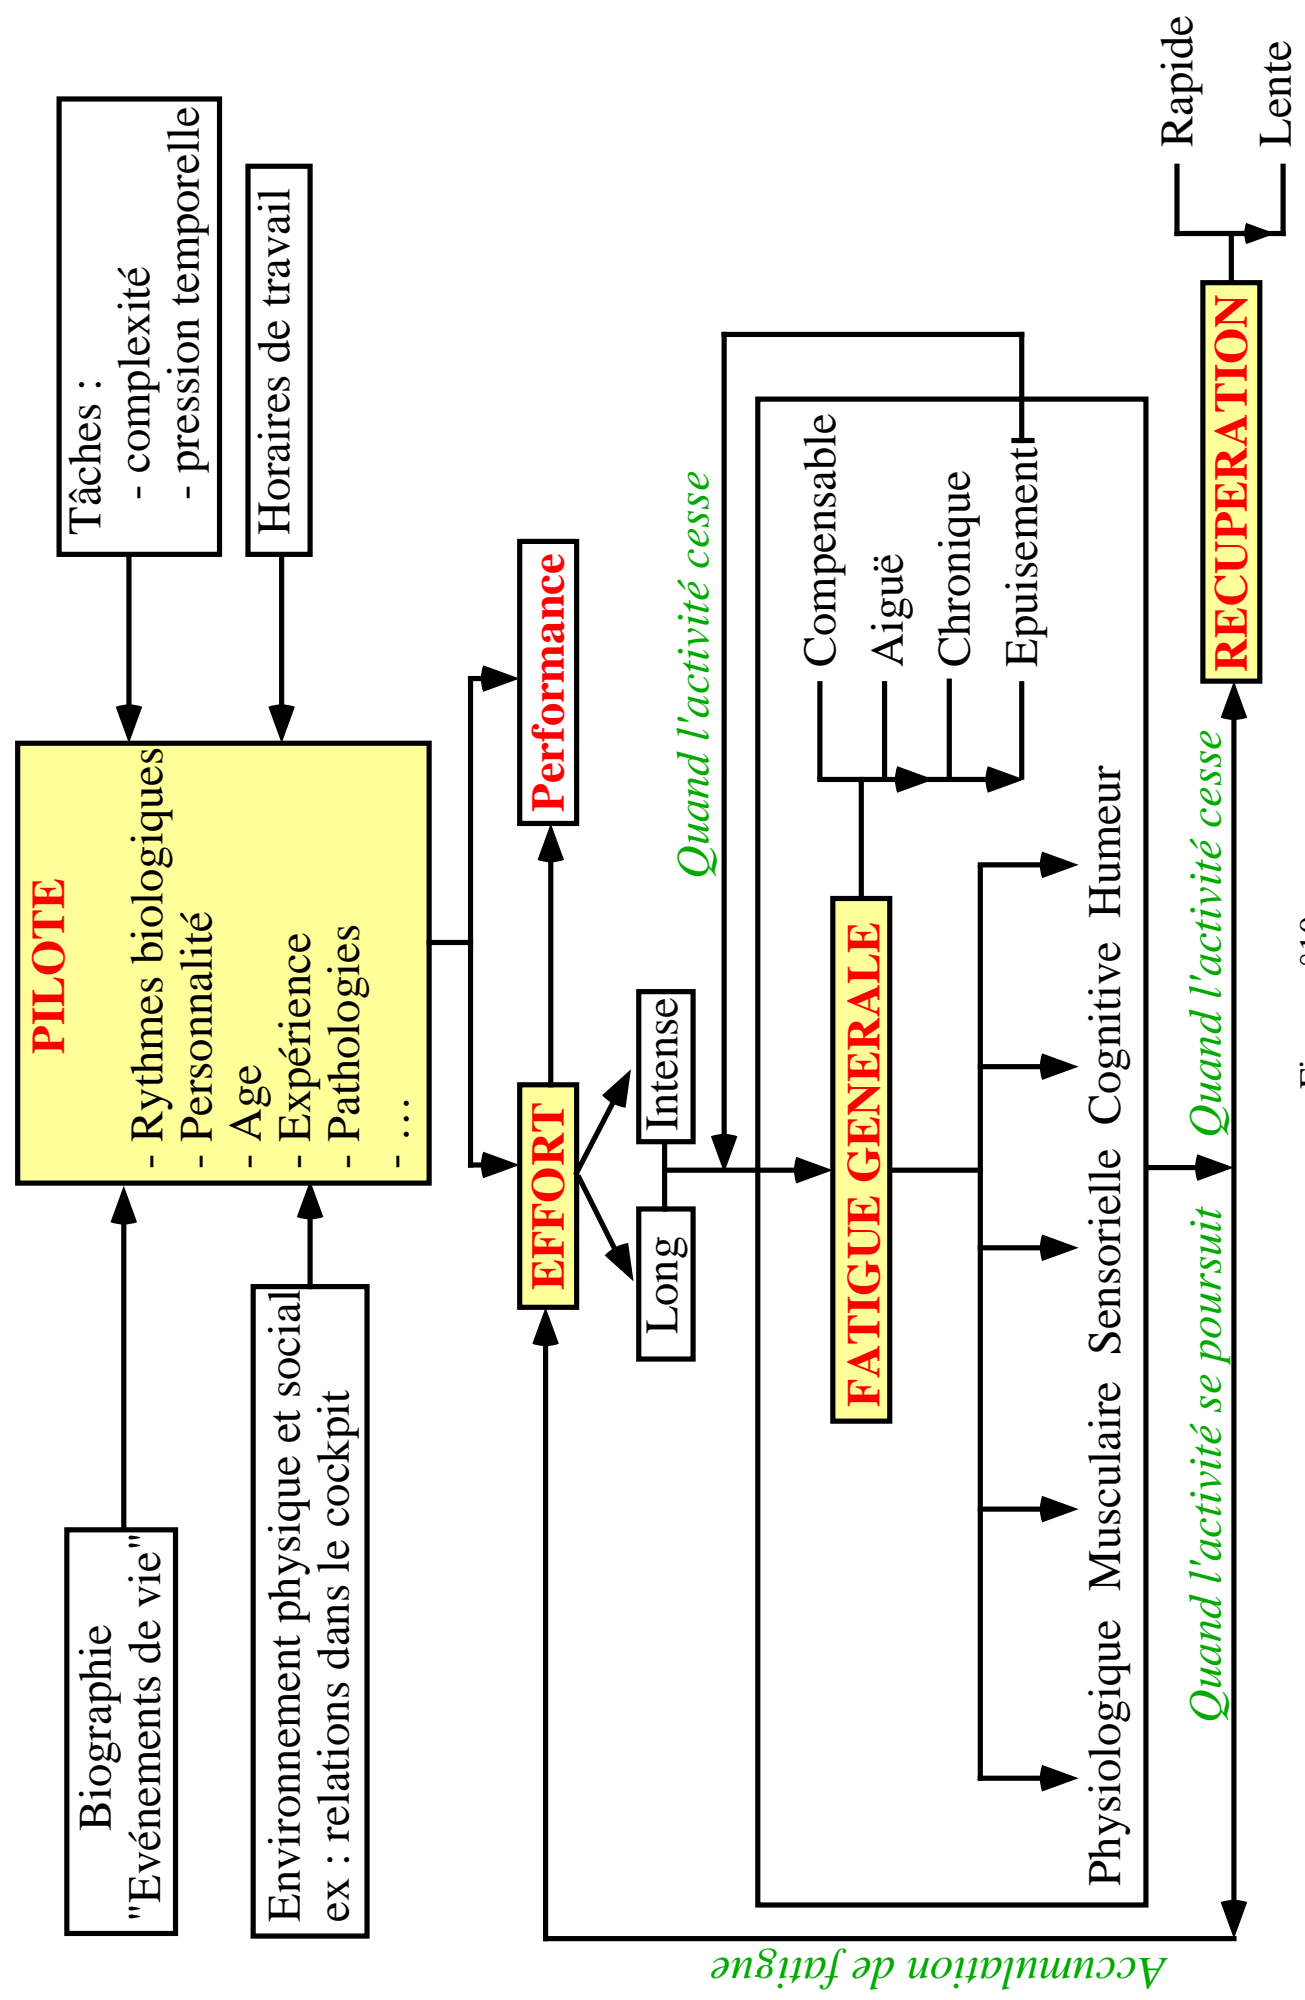 Biographie
"Evénements de vie"
Environnement physique et social
ex : relations dans le cockpit
PILOTE
- Rythmes biologiques
- Personnalité
- Age
- Expérience
- Pathologies
- ...
Tâches :
- complexité
- pression temporelle
Horaires de travail
EFFORT
Performance
Long
Intense
Quand l'activité cesse
FATIGUE GENERALE
Compensable
Aiguë
Chronique
Epuisement
Physiologique
Musculaire
Sensorielle
Cognitive
Humeur
Accumulation de fatigue
Quand l'activité se poursuit
Quand l'activité cesse
RECUPERATION
Rapide
Lente